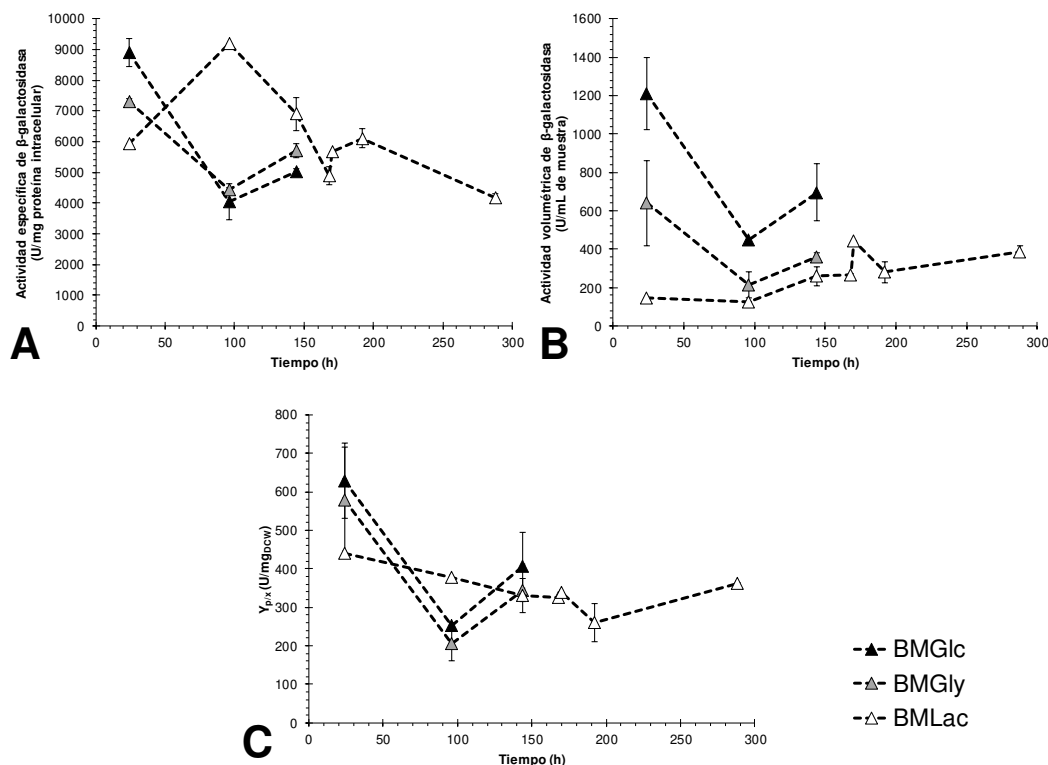 Actividad específica de β-galactosidasa
(U/mg proteína intracelular)
10000
9000
8000
7000
6000
5000
4000
3000
2000
1000
0
0 50 100 150 200 250 300
Tiempo (h)
A
Actividad volumétrica de β-galactosidasa
(U/mL de muestra)
1600
1400
1200
1000
800
600
400
200
0
0 50 100 150 200 250 300
Tiempo (h)
B
Yp/x (U/mgDCW)
800
700
600
500
400
300
200
100
0
0 50 100 150 200 250 300
Tiempo (h)
C
BMGlc
BMGly
BMLac